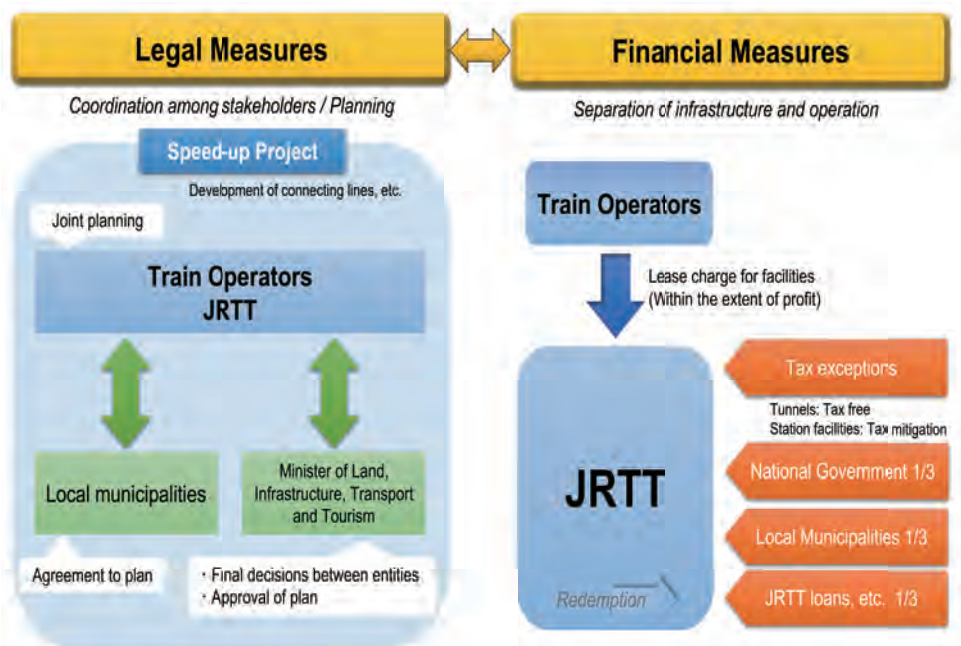 Legal Measures
Coordination among stakeholders / Planning
Speed-up Project
Development of connecting lines, etc.
Joint planning
Train Operators
JRTT
Local municipalities
Minister of Land,
Infrastructure, Transport
and Tourism
Agreement to plan
・Final decisions between entities
・Approval of plan
Financial Measures
Separation of infrastructure and operation
Train Operators
Lease charge for facilities
(Within the extent of profit)
JRTT
Redemption
Tax exceptions
Tunnels: Tax free
Station facilities: Tax mitigation
National Government 1/3
Local Municipalities 1/3
JRTT loans, etc. 1/3